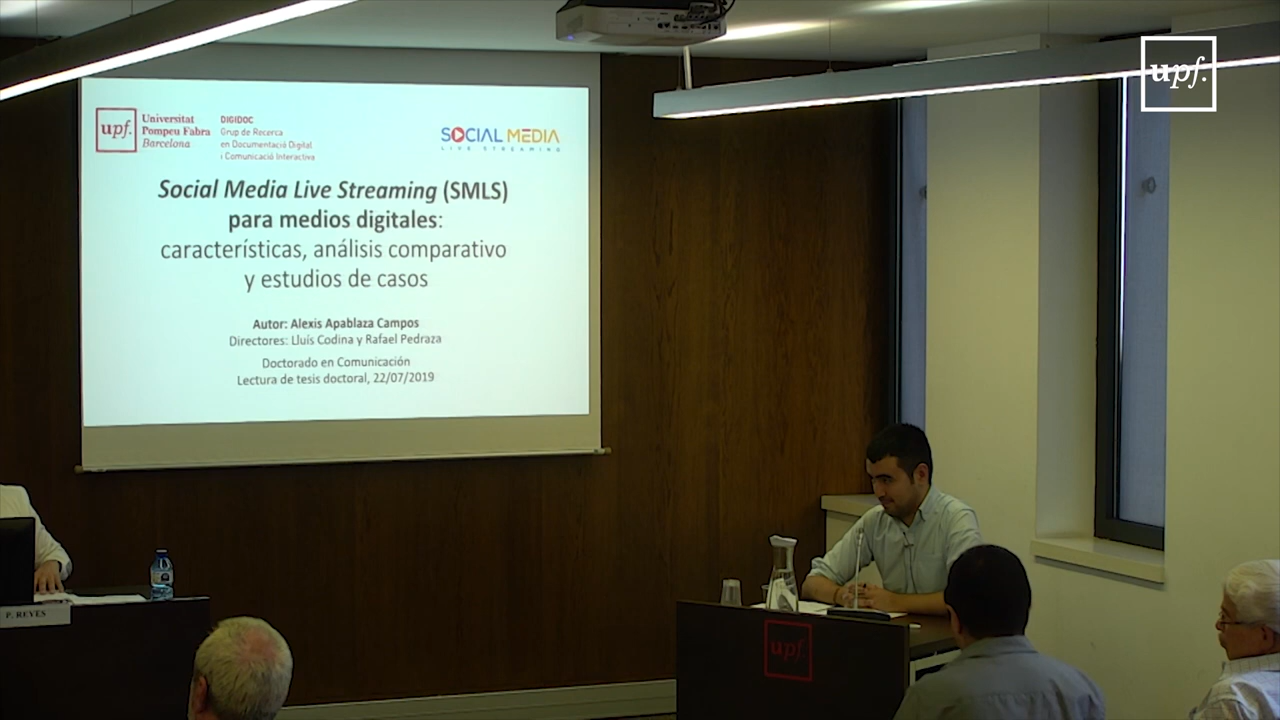 upf.
upf.
Universitat
Pompeu Fabra
Barcelona
DIGIDOC
Grup de Recerca
en Documentació Digital
i Comunicació Interactiva
SOCIAL MEDIA
LIVE STREAMING
Social Media Live Streaming (SMLS)
para medios digitales:
características, análisis comparativo
y estudios de casos
Autor: Alexis Apablaza Campos
Directores: Lluís Codina y Rafael Pedraza
Doctorado en Comunicación
Lectura de tesis doctoral, 22/07/2019
P. REYES
upf.